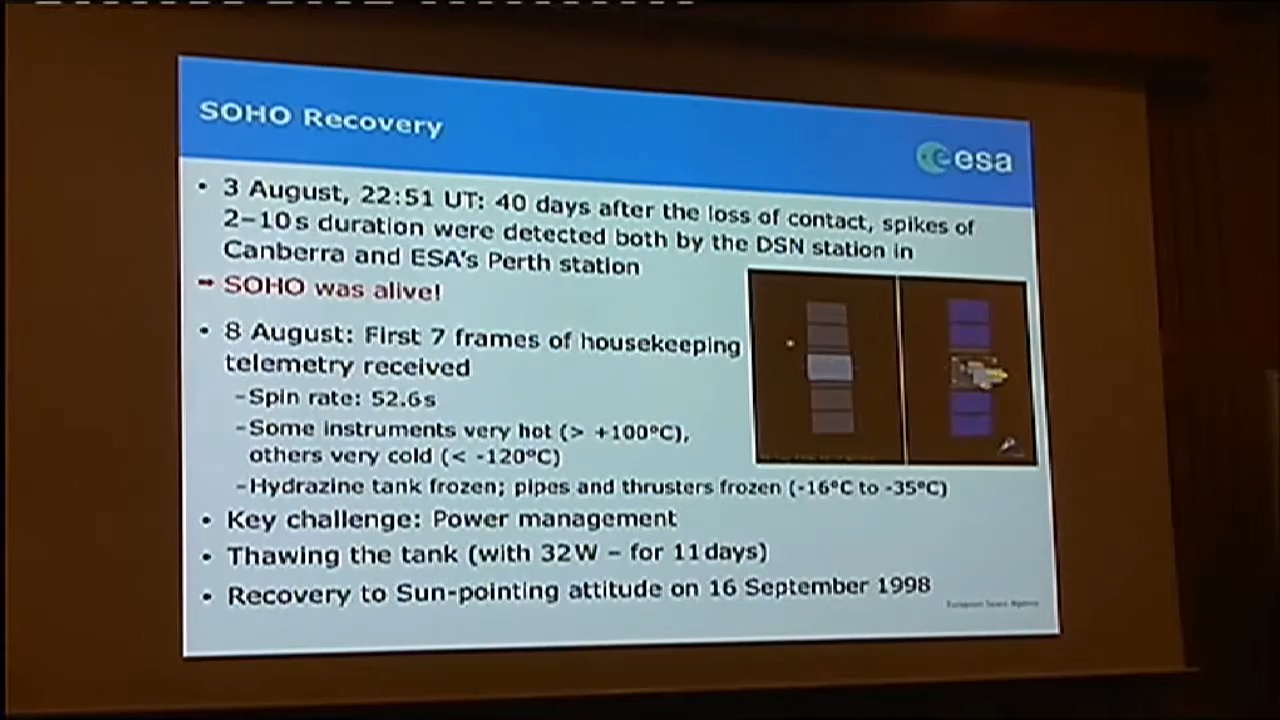 SOHO Recovery
esa
• 3 August, 22:51 UT: 40 days after the loss of contact, spikes of
2–10s duration were detected both by the DSN station in
Canberra and ESA's Perth station
➡ SOHO was alive!
• 8 August: First 7 frames of housekeeping
telemetry received
–Spin rate: 52.6s
–Some instruments very hot (> +100°C),
others very cold (< -120°C)
–Hydrazine tank frozen; pipes and thrusters frozen (-16°C to -35°C)
• Key challenge: Power management
• Thawing the tank (with 32W – for 11days)
• Recovery to Sun-pointing attitude on 16 September 1998
European Space Agency